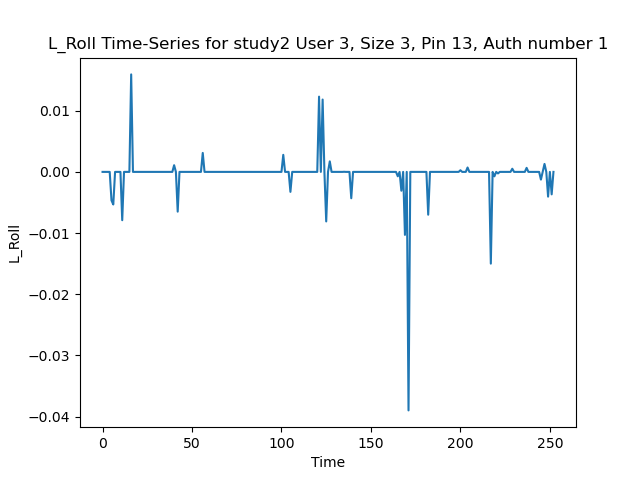 L_Roll Time-Series for study2 User 3, Size 3, Pin 13, Auth number 1
0.01
0.00
−0.01
−0.02
−0.03
−0.04
L_Roll
0 50 100 150 200 250
Time